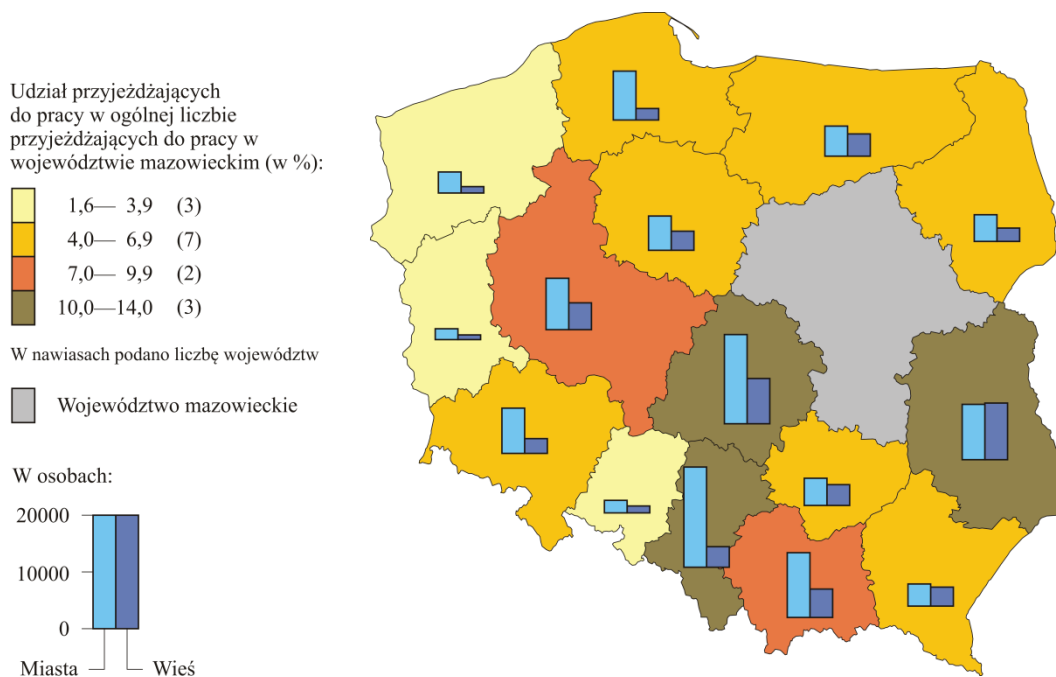 Udział przyjeżdżających
do pracy w ogólnej liczbie
przyjeżdżających do pracy w
województwie mazowieckim (w %):
1,6— 3,9 (3)
4,0— 6,9 (7)
7,0— 9,9 (2)
10,0—14,0 (3)
W nawiasach podano liczbę województw
Województwo mazowieckie
W osobach:
20000
10000
0
Miasta Wieś